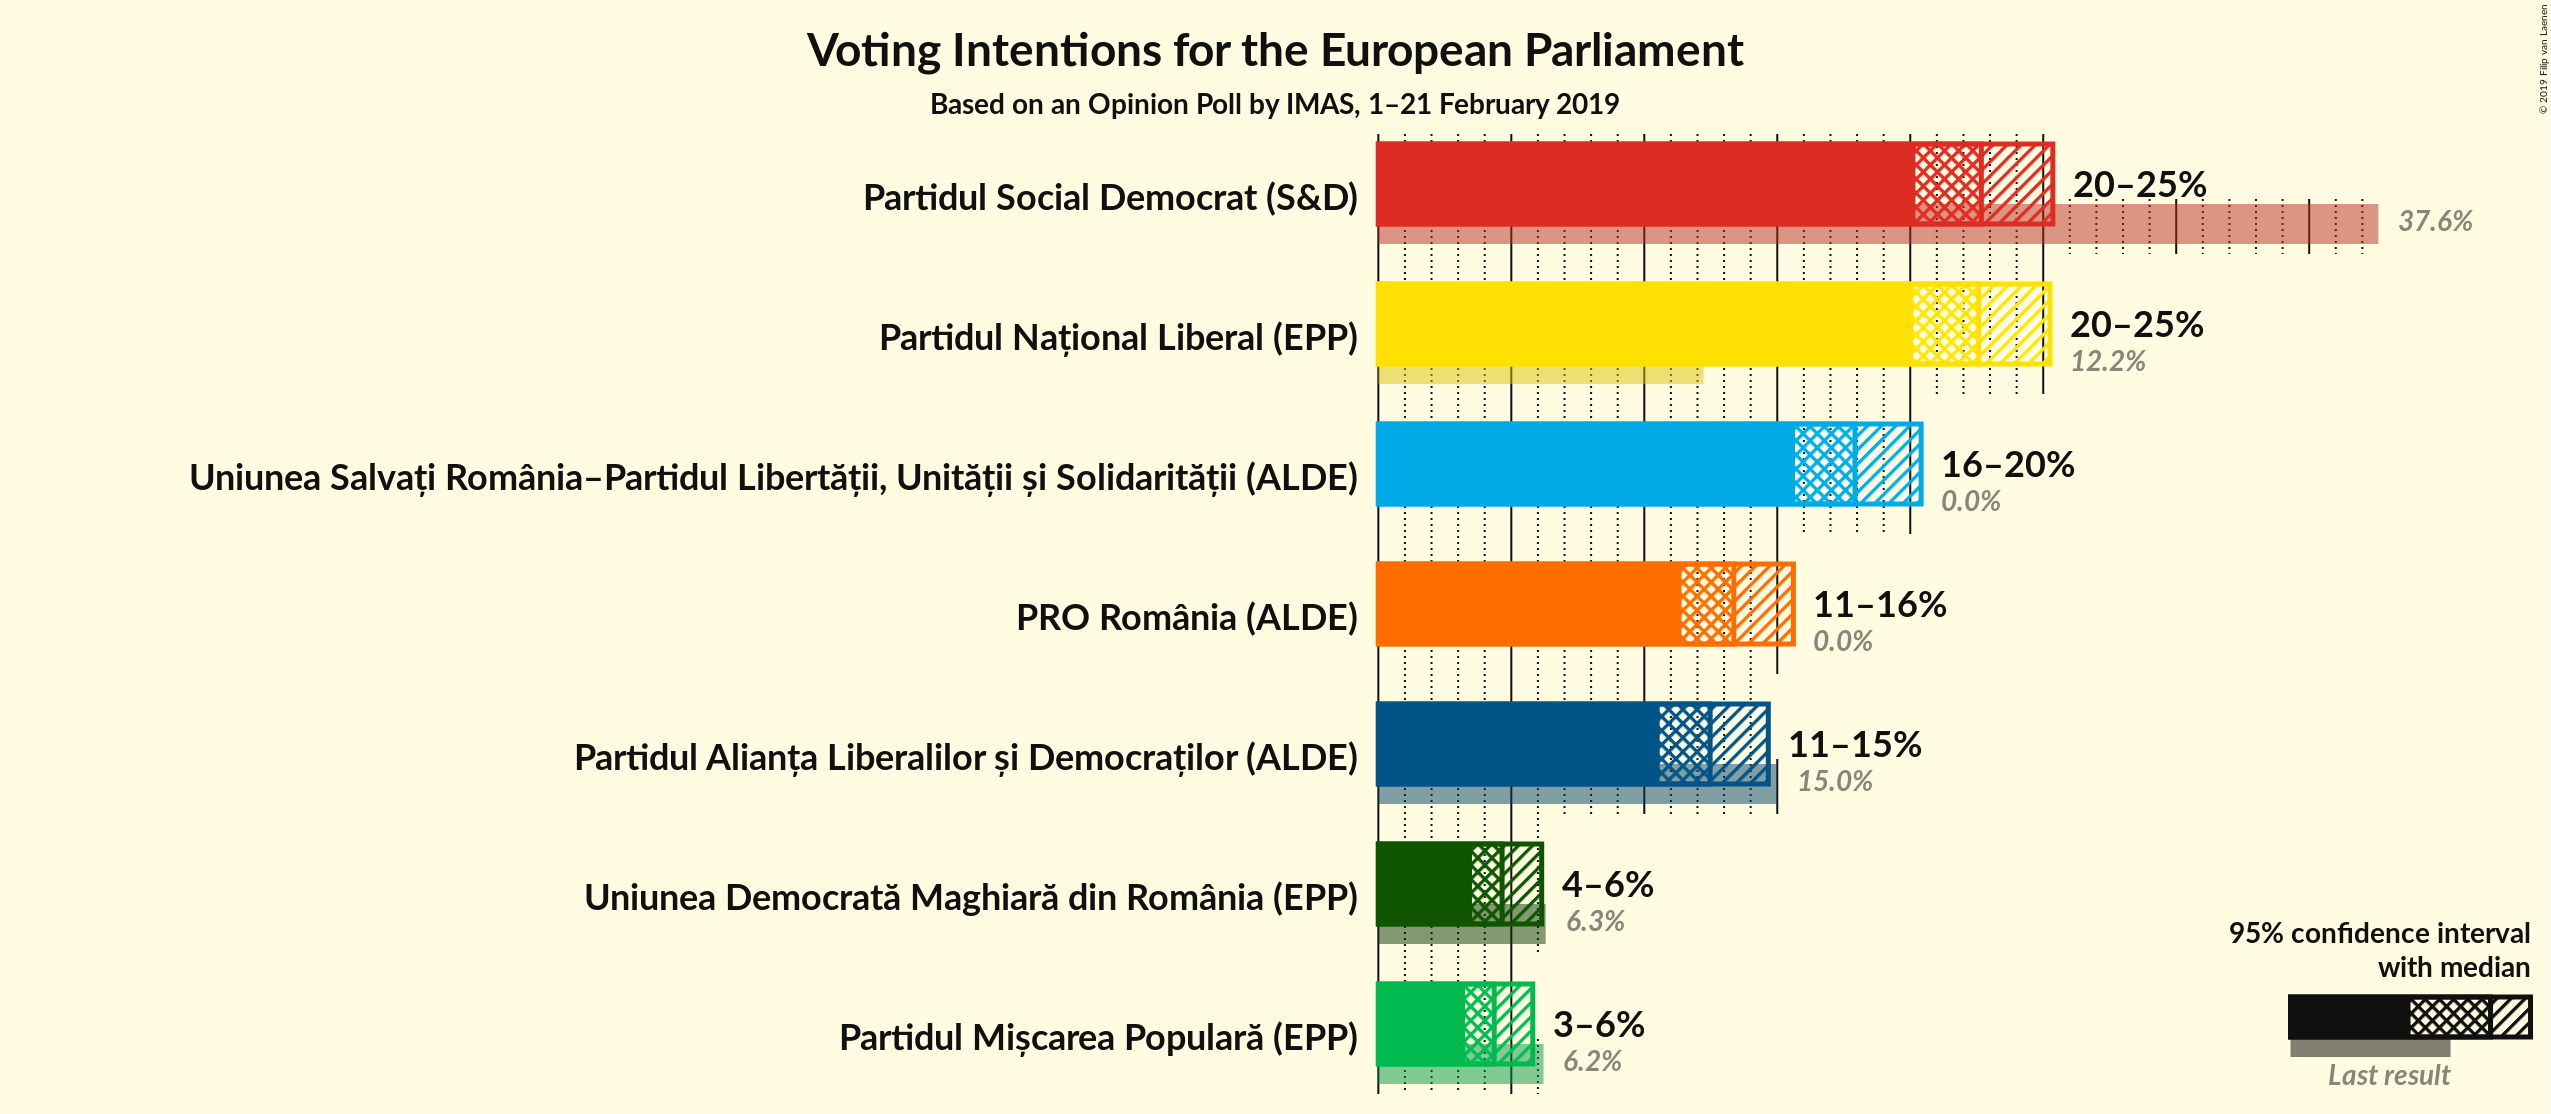 Voting Intentions for the European Parliament
Based on an Opinion Poll by IMAS, 1–21 February 2019
© 2019 Filip van Laenen
Partidul Social Democrat (S&D)
20–25%
37.6%
Partidul Național Liberal (EPP)
20–25%
12.2%
Uniunea Salvați România–Partidul Libertății, Unității și Solidarității (ALDE)
16–20%
0.0%
PRO România (ALDE)
11–16%
0.0%
Partidul Alianța Liberalilor și Democraților (ALDE)
11–15%
15.0%
Uniunea Democrată Maghiară din România (EPP)
4–6%
6.3%
Partidul Mișcarea Populară (EPP)
3–6%
6.2%
95% confidence interval
with median
Last result